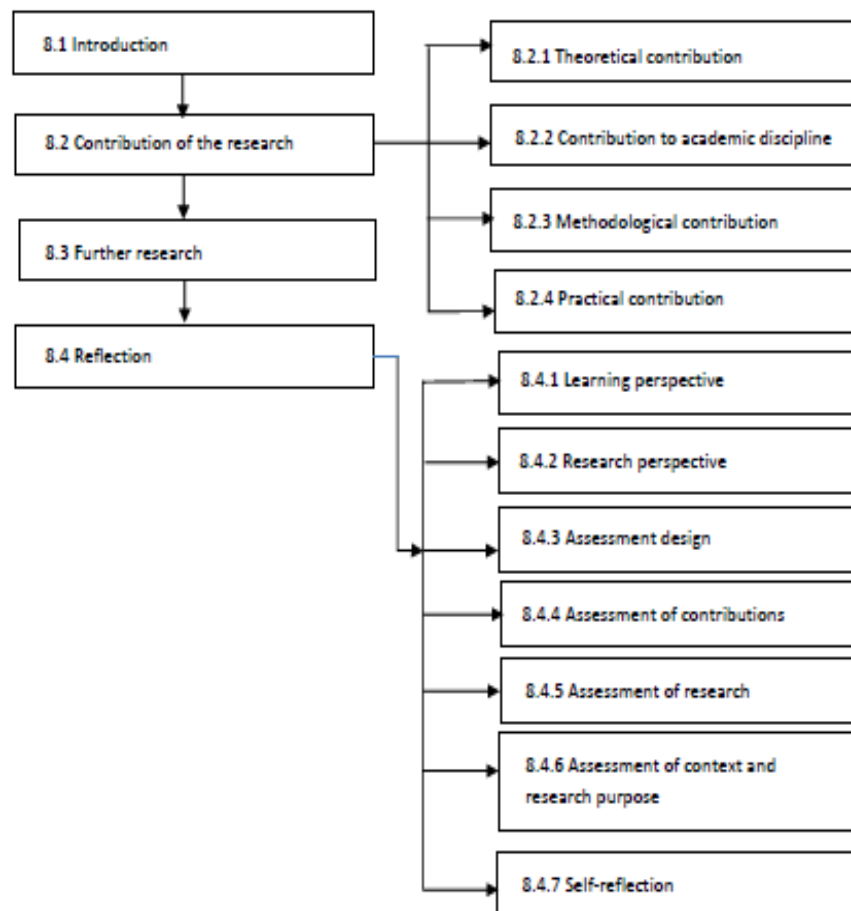 8.1 Introduction
8.2 Contribution of the research
8.2.1 Theoretical contribution
8.2.2 Contribution to academic discipline
8.2.3 Methodological contribution
8.2.4 Practical contribution
8.3 Further research
8.4 Reflection
8.4.1 Learning perspective
8.4.2 Research perspective
8.4.3 Assessment design
8.4.4 Assessment of contributions
8.4.5 Assessment of research
8.4.6 Assessment of context and
research purpose
8.4.7 Self-reflection